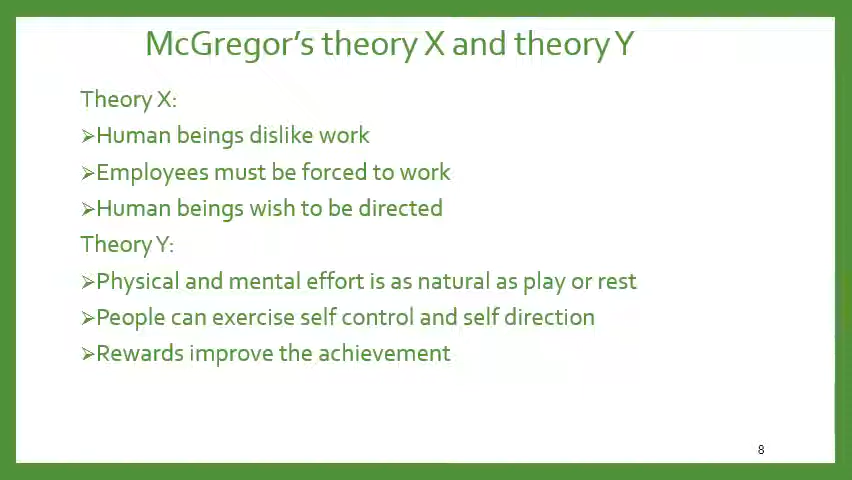 McGregor's theory X and theory Y
Theory X:
➢Human beings dislike work
➢Employees must be forced to work
➢Human beings wish to be directed
Theory Y:
➢Physical and mental effort is as natural as play or rest
➢People can exercise self control and self direction
➢Rewards improve the achievement
8